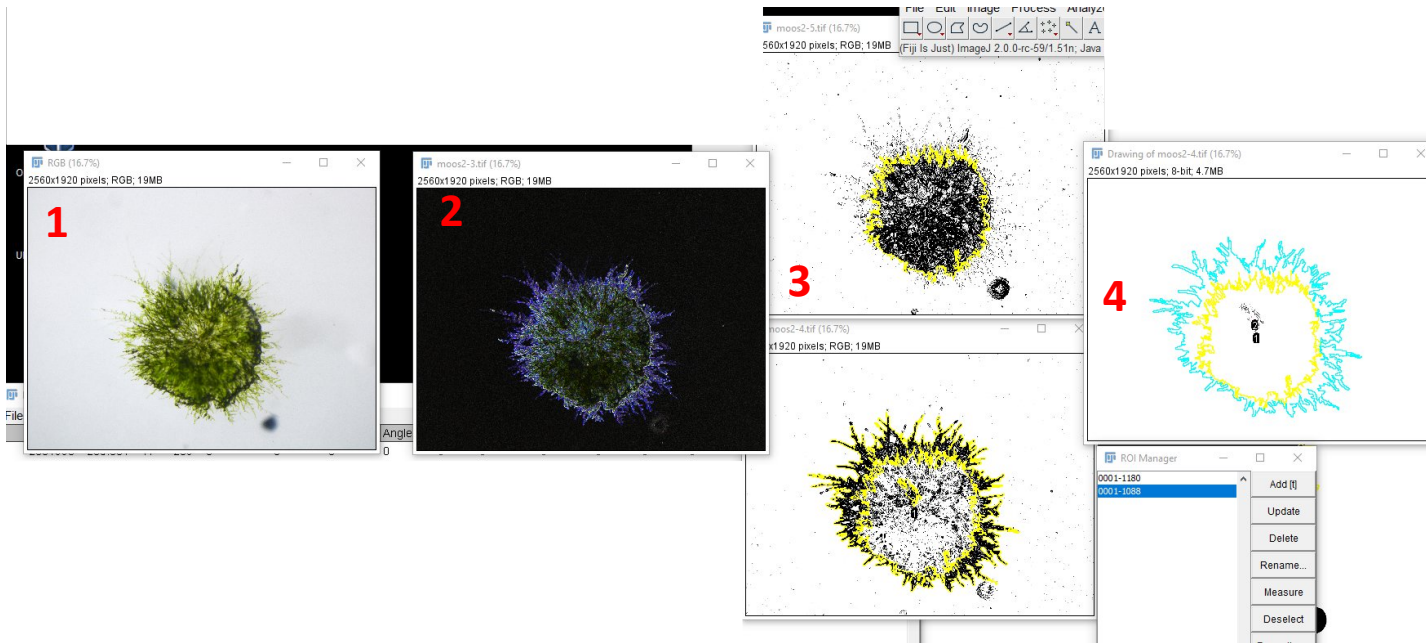 RGB (16.7%)
2560x1920 pixels; RGB; 19MB
1
File
Angle
0
moos2-3.tif (16.7%)
2560x1920 pixels; RGB; 19MB
2
moos2-5.tif (16.7%)
560x1920 pixels; RGB; 19MB
File Edit Image Process Analyze
A
(Fiji Is Just) ImageJ 2.0.0-rc-59/1.51n; Java
3
moos2-4.tif (16.7%)
x1920 pixels; RGB; 19MB
1
Drawing of moos2-4.tif (16.7%)
2560x1920 pixels; 8-bit; 4.7MB
4
2
1
ROI Manager
0001-1180
0001-1088
Add [t]
Update
Delete
Rename...
Measure
Deselect